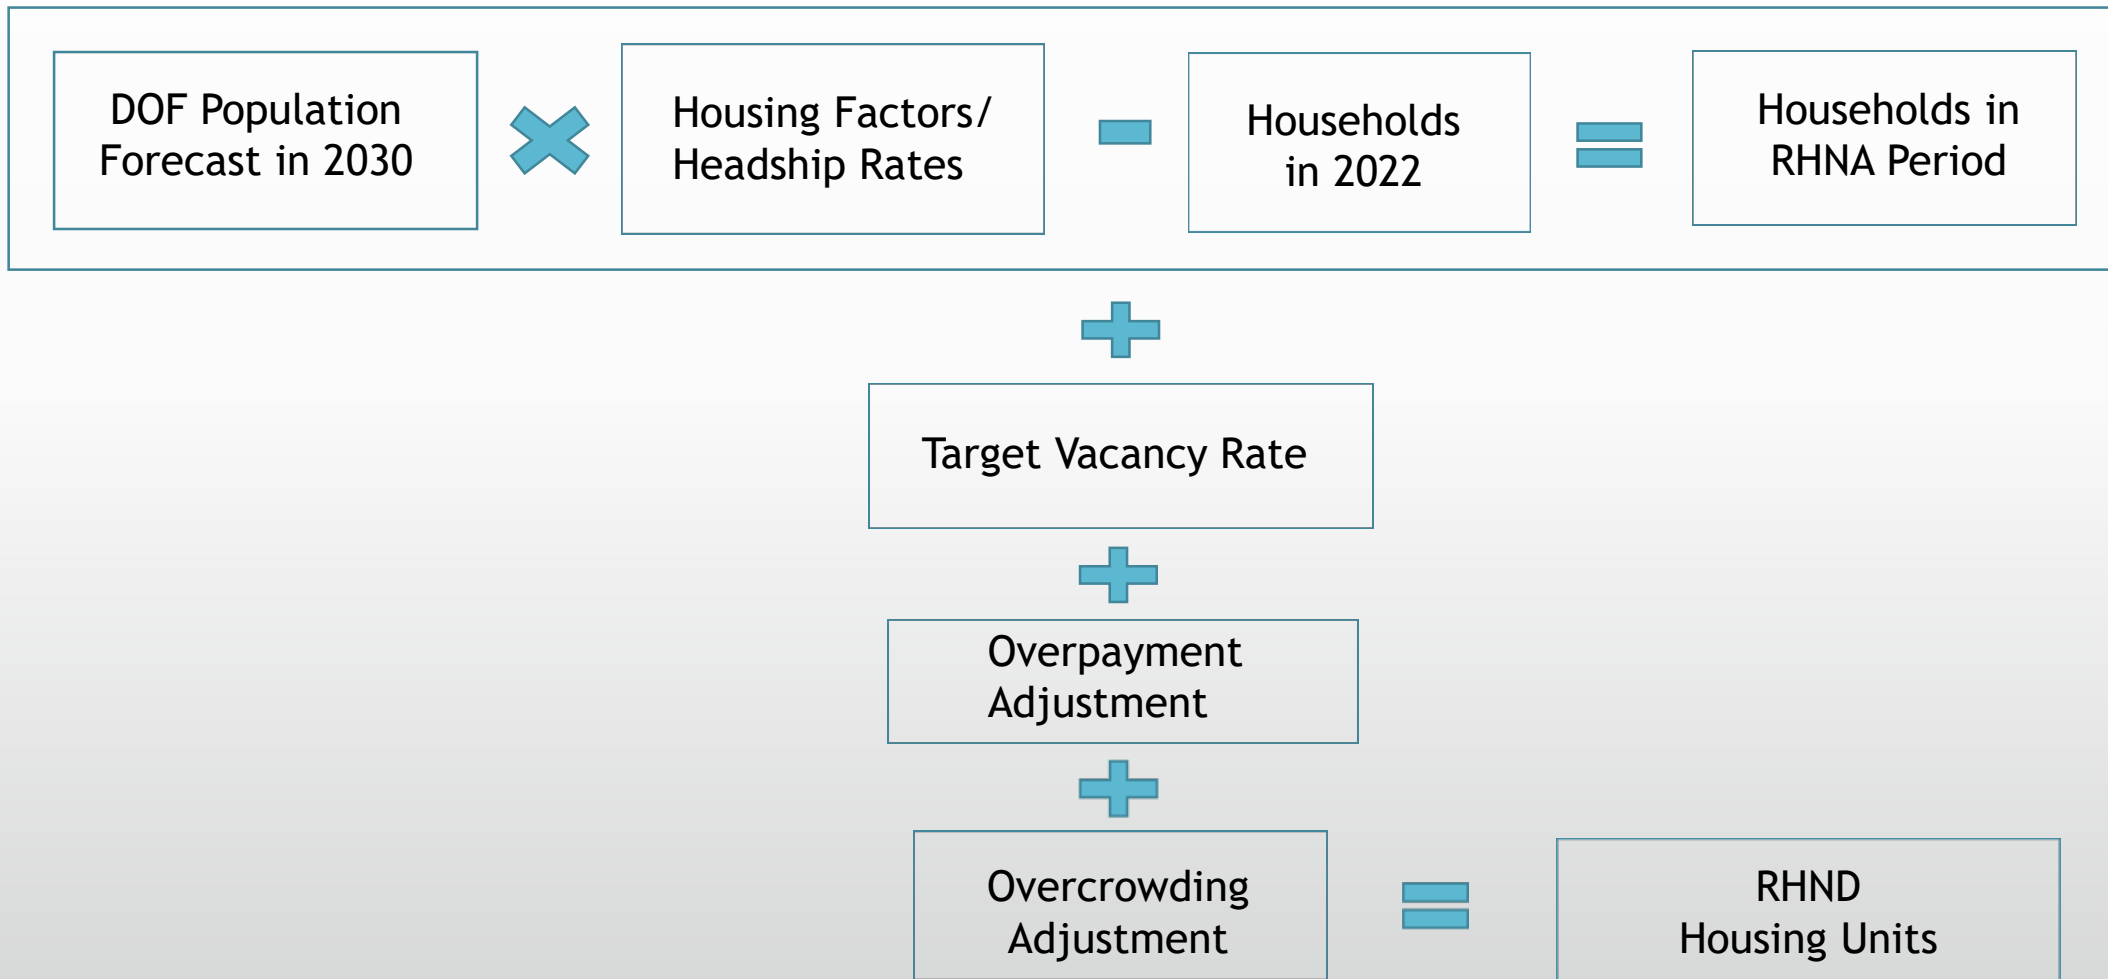 DOF Population
Forecast in 2030
Housing Factors/
Headship Rates
Households
in 2022
Households in
RHNA Period
Target Vacancy Rate
Overpayment
Adjustment
Overcrowding
Adjustment
RHND
Housing Units